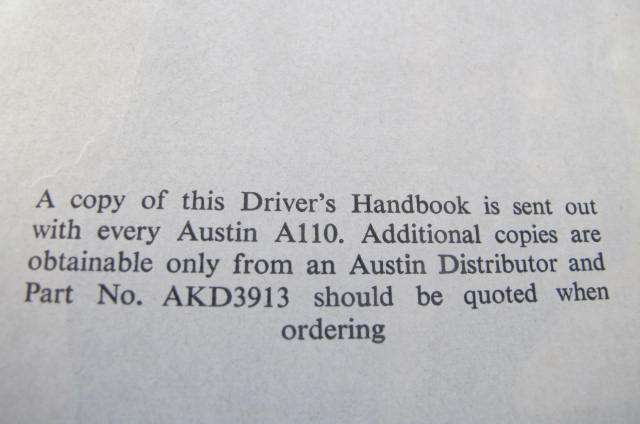 A copy of this Driver's Handbook is sent out
with every Austin A110. Additional copies are
obtainable only from an Austin Distributor and
Part No. AKD3913 should be quoted when
ordering